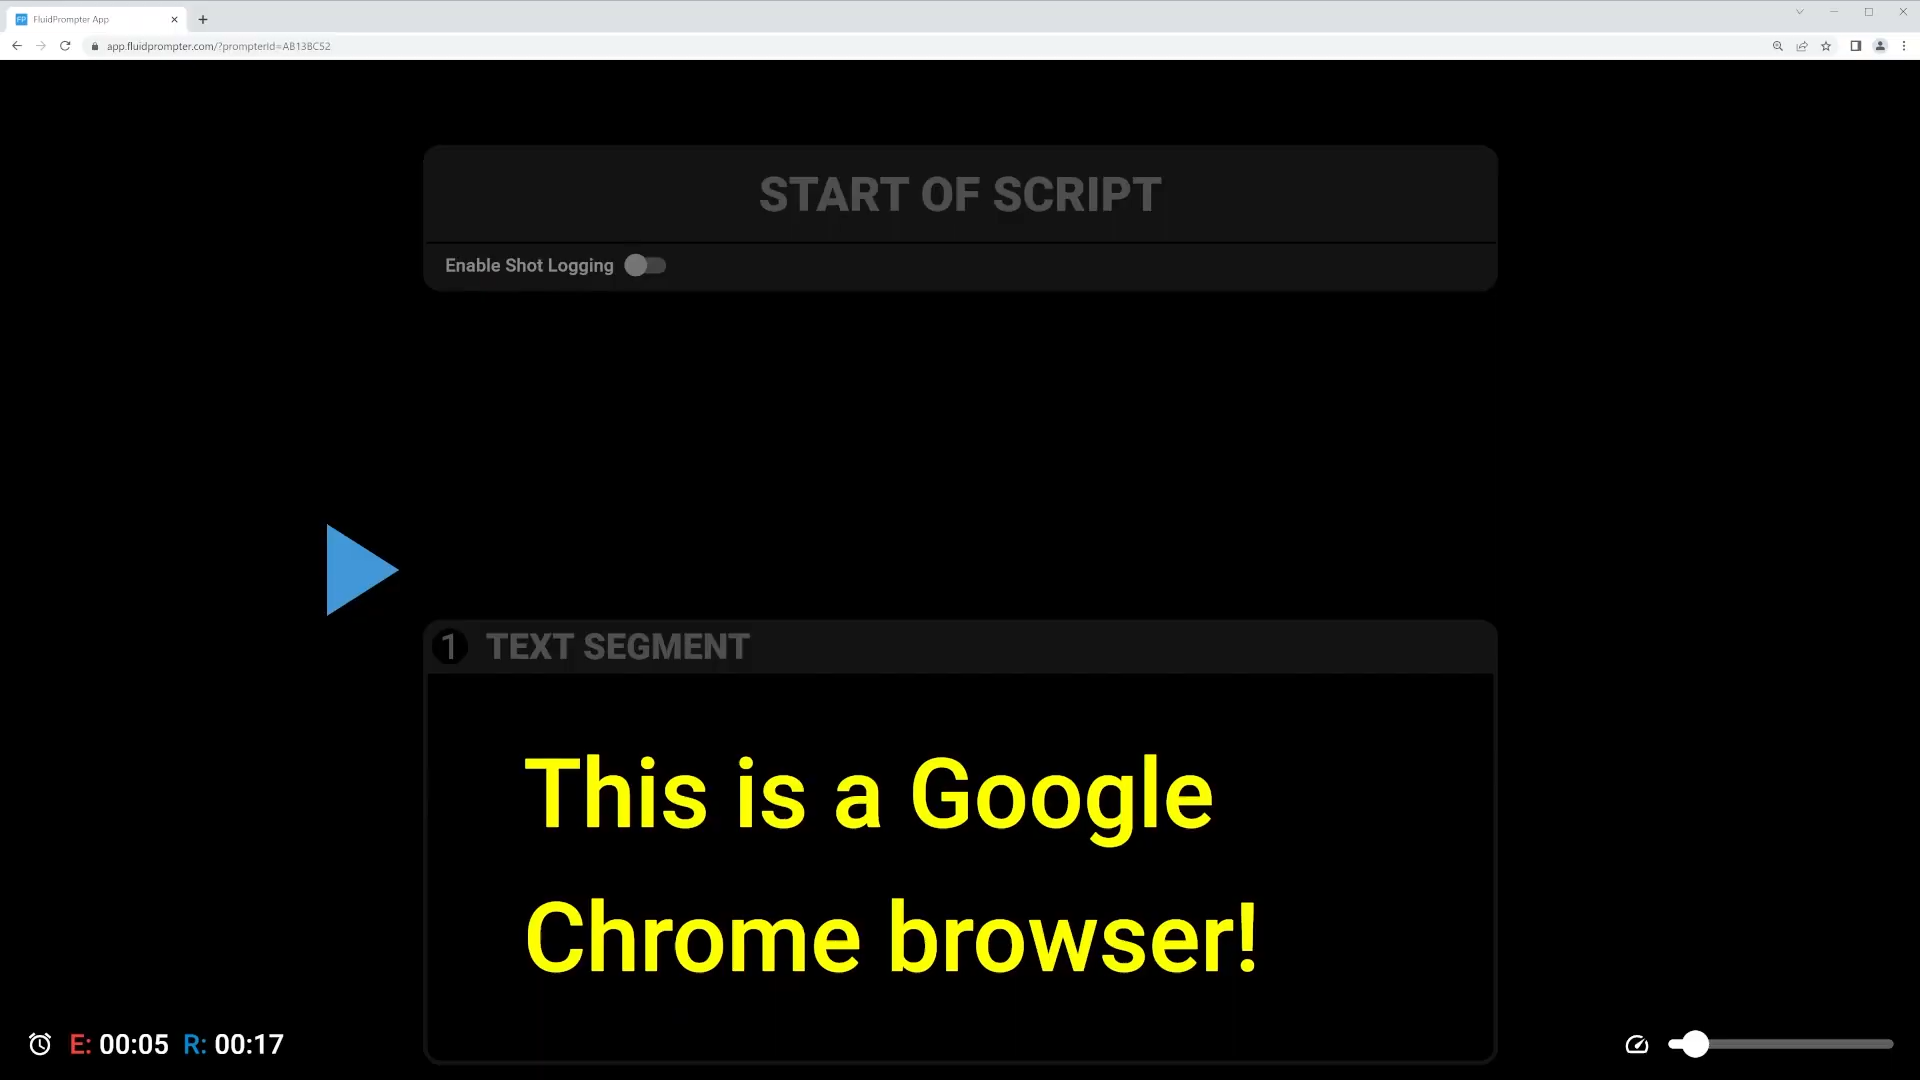 FP FluidPrompter App
app.fluidprompter.com/?prompterId=AB13BC52
START OF SCRIPT
Enable Shot Logging
1 TEXT SEGMENT
This is a Google
Chrome browser!
E: 00:05 R: 00:17